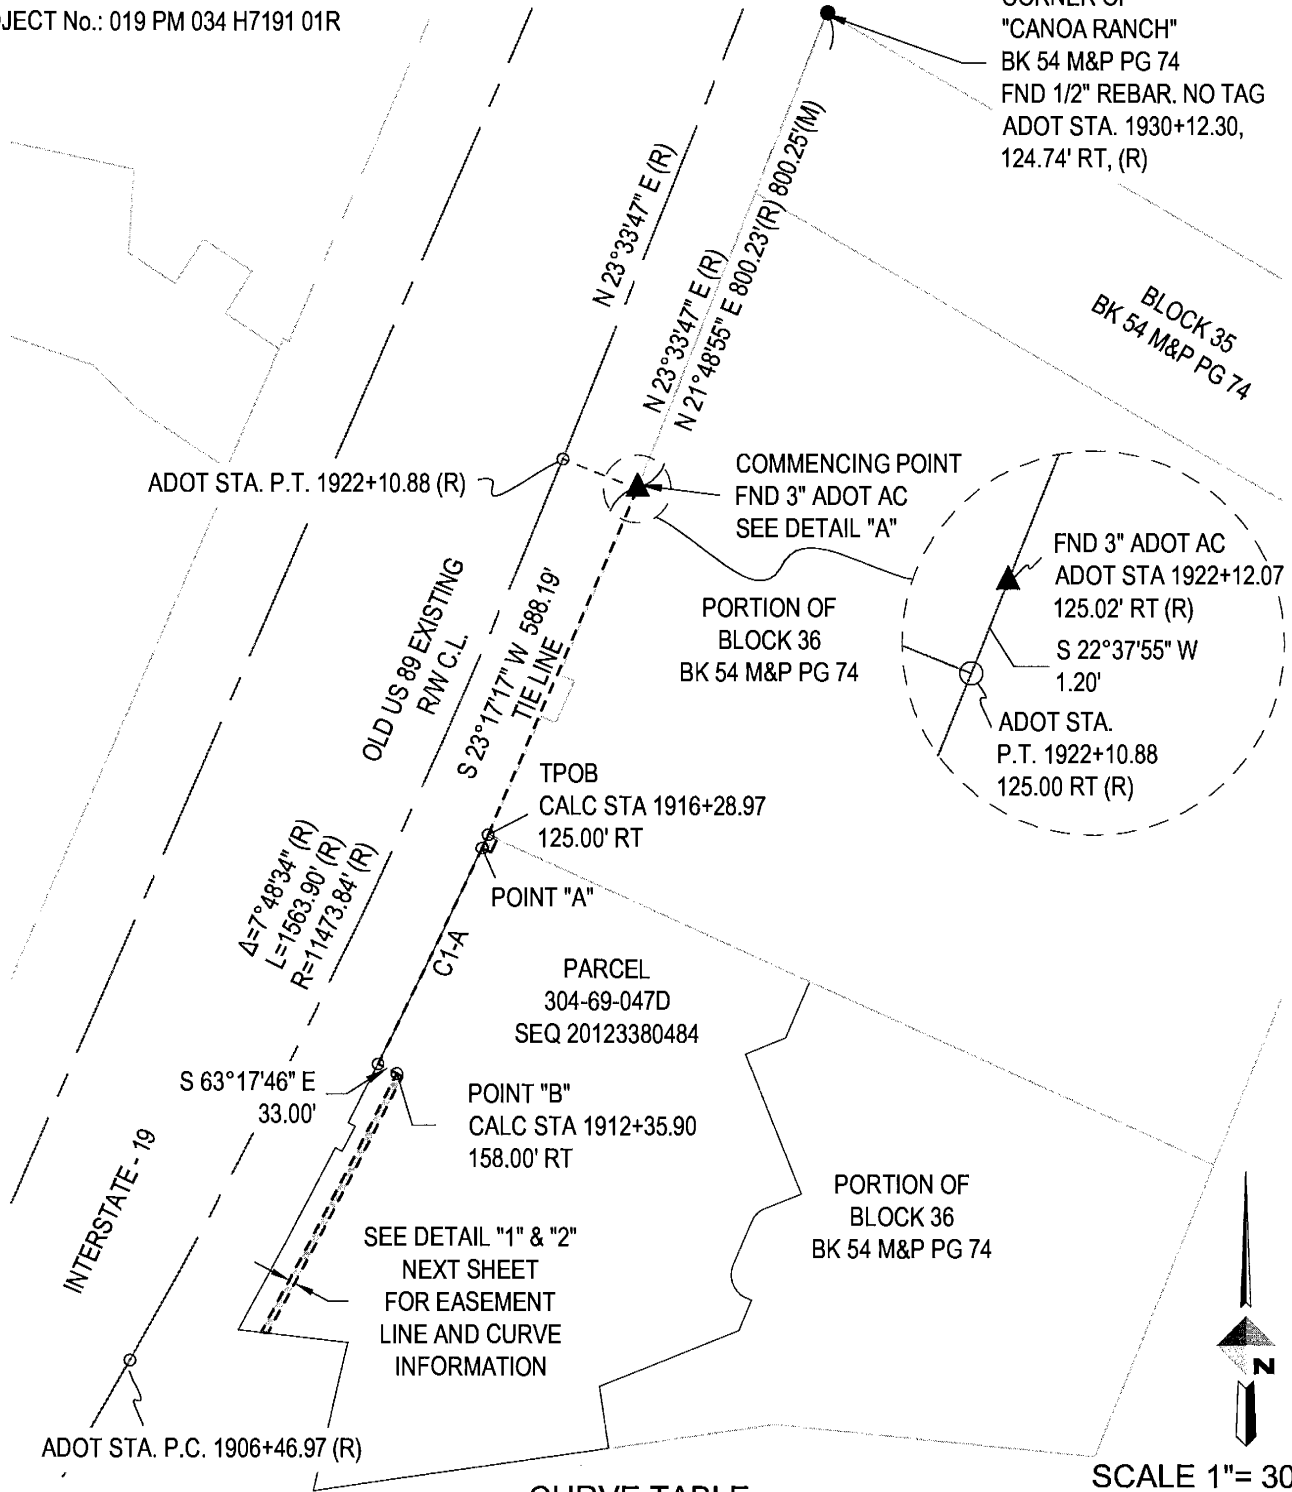 JECT No.: 019 PM 034 H7191 01R
"CANOA RANCH"
BK 54 M&P PG 74
FND 1/2" REBAR. NO TAG
ADOT STA. 1930+12.30,
124.74' RT, (R)
N 23°33'47" E (R)
N 23°33'47" E (R)
N 21°48'55" E 800.23'(R) 800.25'(M)
BLOCK 35
BK 54 M&P PG 74
ADOT STA. P.T. 1922+10.88 (R)
COMMENCING POINT
FND 3" ADOT AC
SEE DETAIL "A"
FND 3" ADOT AC
ADOT STA 1922+12.07
125.02' RT (R)
S 22°37'55" W
1.20'
ADOT STA.
P.T. 1922+10.88
125.00 RT (R)
PORTION OF
BLOCK 36
BK 54 M&P PG 74
OLD US 89 EXISTING
R/W C.L.
S 23°17'17" W 588.19'
TIE LINE
TPOB
CALC STA 1916+28.97
125.00' RT
POINT "A"
Δ=7°48'34" (R)
L=1563.90' (R)
R=11473.84' (R)
C1-A
PARCEL
304-69-047D
SEQ 20123380484
S 63°17'46" E
33.00'
POINT "B"
CALC STA 1912+35.90
158.00' RT
INTERSTATE - 19
SEE DETAIL "1" & "2"
NEXT SHEET
FOR EASEMENT
LINE AND CURVE
INFORMATION
PORTION OF
BLOCK 36
BK 54 M&P PG 74
N
ADOT STA. P.C. 1906+46.97 (R)
CURVE TABLE
SCALE 1"= 30